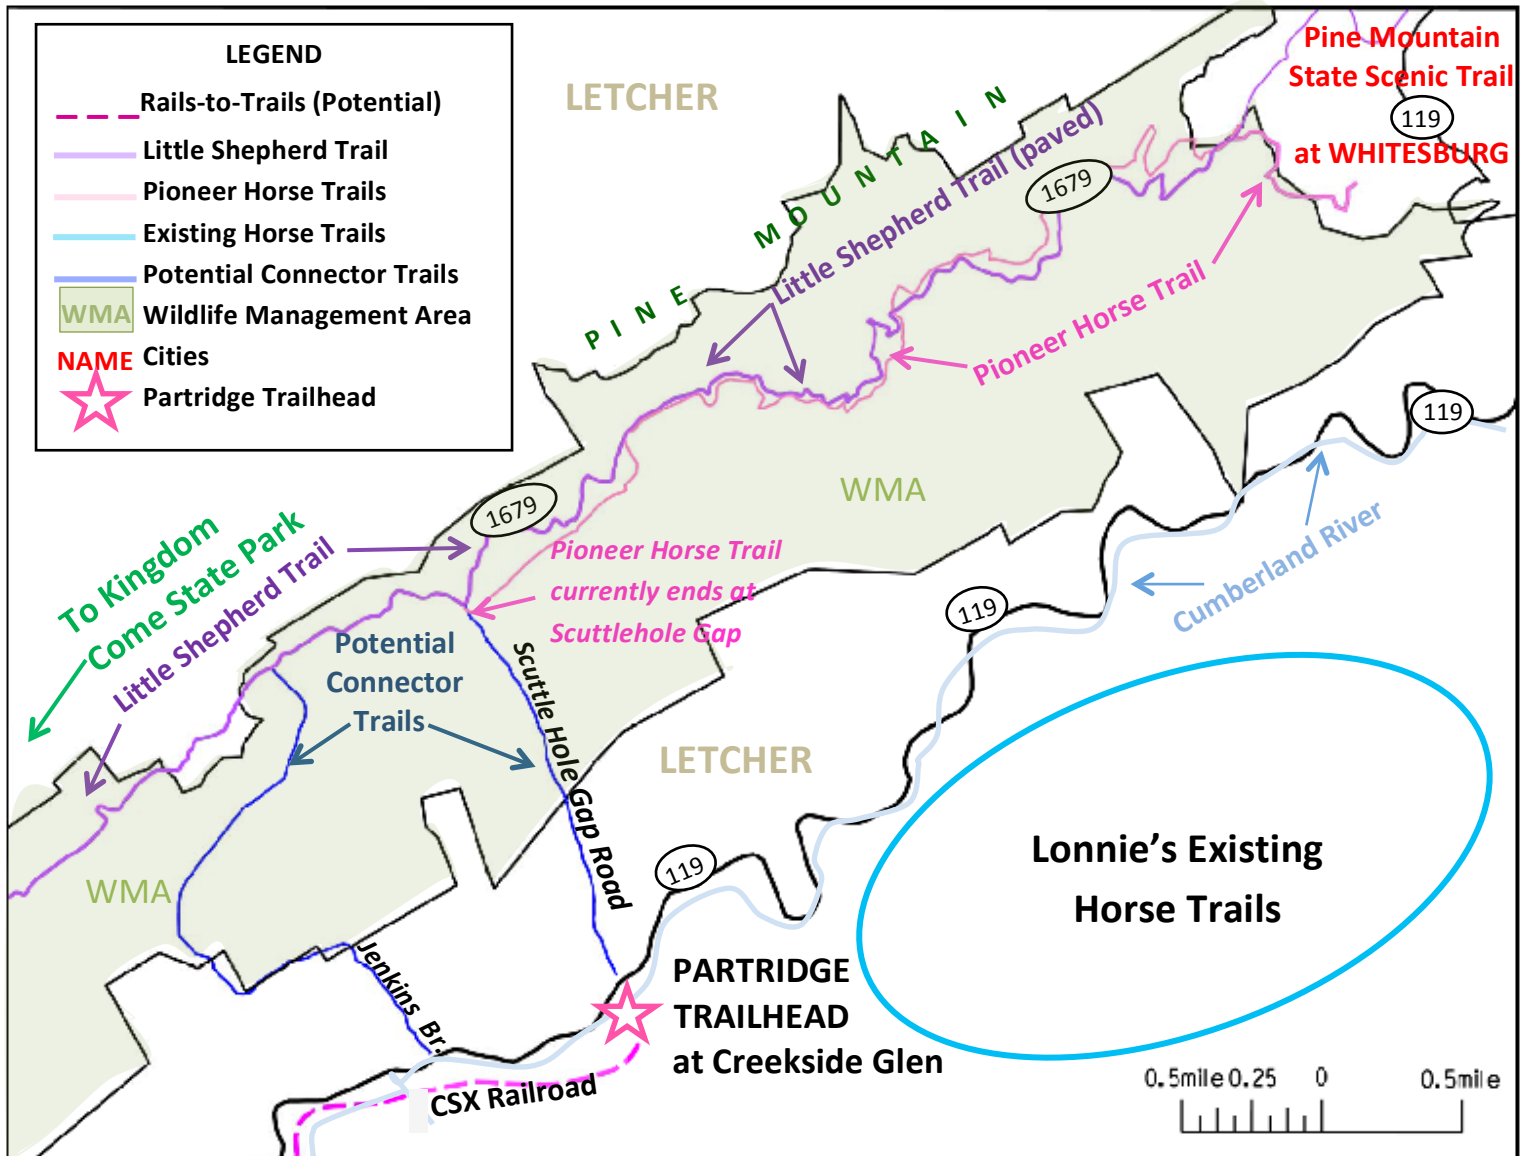 LEGEND
Rails-to-Trails (Potential)
Little Shepherd Trail
Pioneer Horse Trails
Existing Horse Trails
Potential Connector Trails
WMA Wildlife Management Area
NAME Cities
Partridge Trailhead
LETCHER
Pine Mountain
State Scenic Trail
119
at WHITESBURG
PINE MOUNTAIN
Little Shepherd Trail (paved)
1679
Pioneer Horse Trail
119
WMA
1679
Cumberland River
To Kingdom
Come State Park
Little Shepherd Trail
Pioneer Horse Trail
currently ends at
Scuttlehole Gap
119
Potential
Connector
Trails
Scuttle Hole Gap Road
LETCHER
Lonnie’s Existing
Horse Trails
119
WMA
Jenkins Br.
PARTRIDGE
TRAILHEAD
at Creekside Glen
CSX Railroad
0.5mile 0.25 0 0.5mile